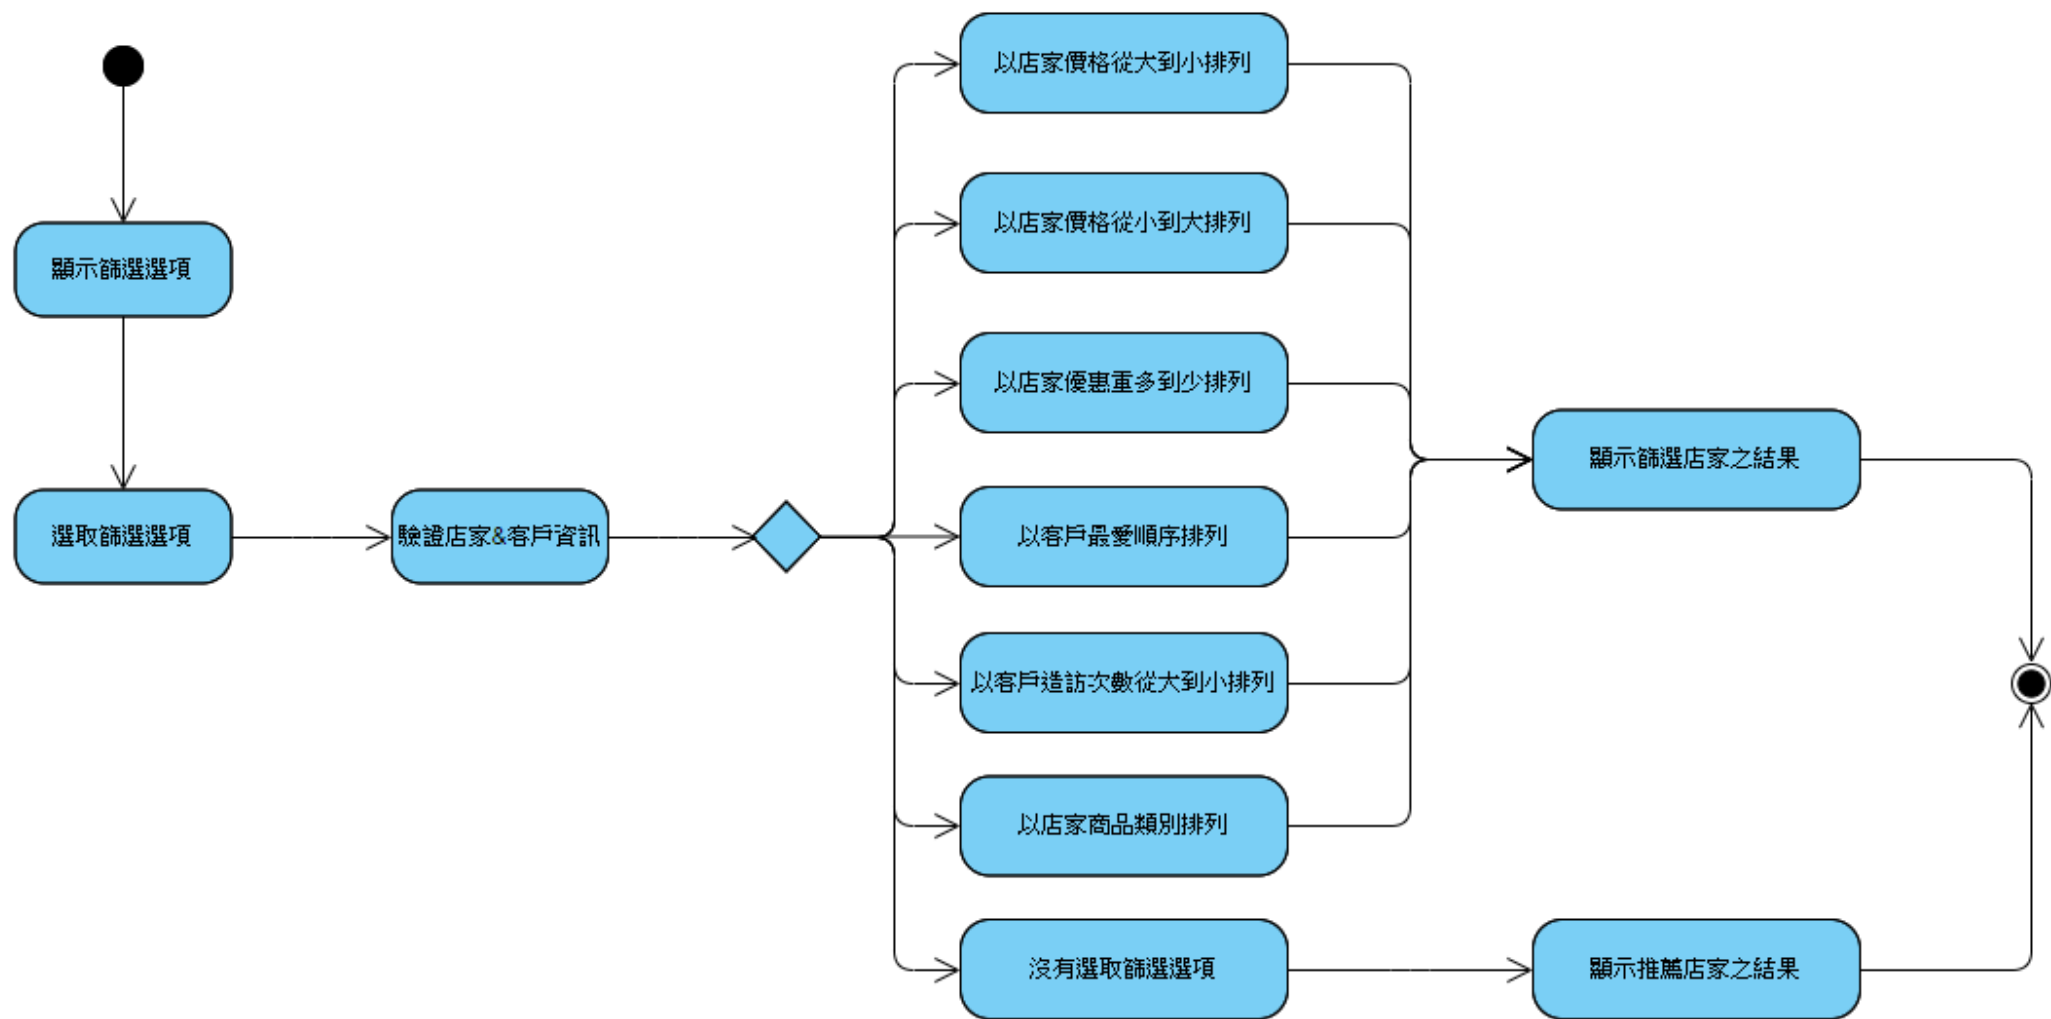 顯示篩選選項
選取篩選選項
驗證店家&客戶資訊
以店家價格從大到小排列
以店家價格從小到大排列
以店家優惠重多到少排列
以客戶最愛順序排列
以客戶造訪次數從大到小排列
以店家商品類別排列
沒有選取篩選選項
顯示篩選店家之結果
顯示推薦店家之結果